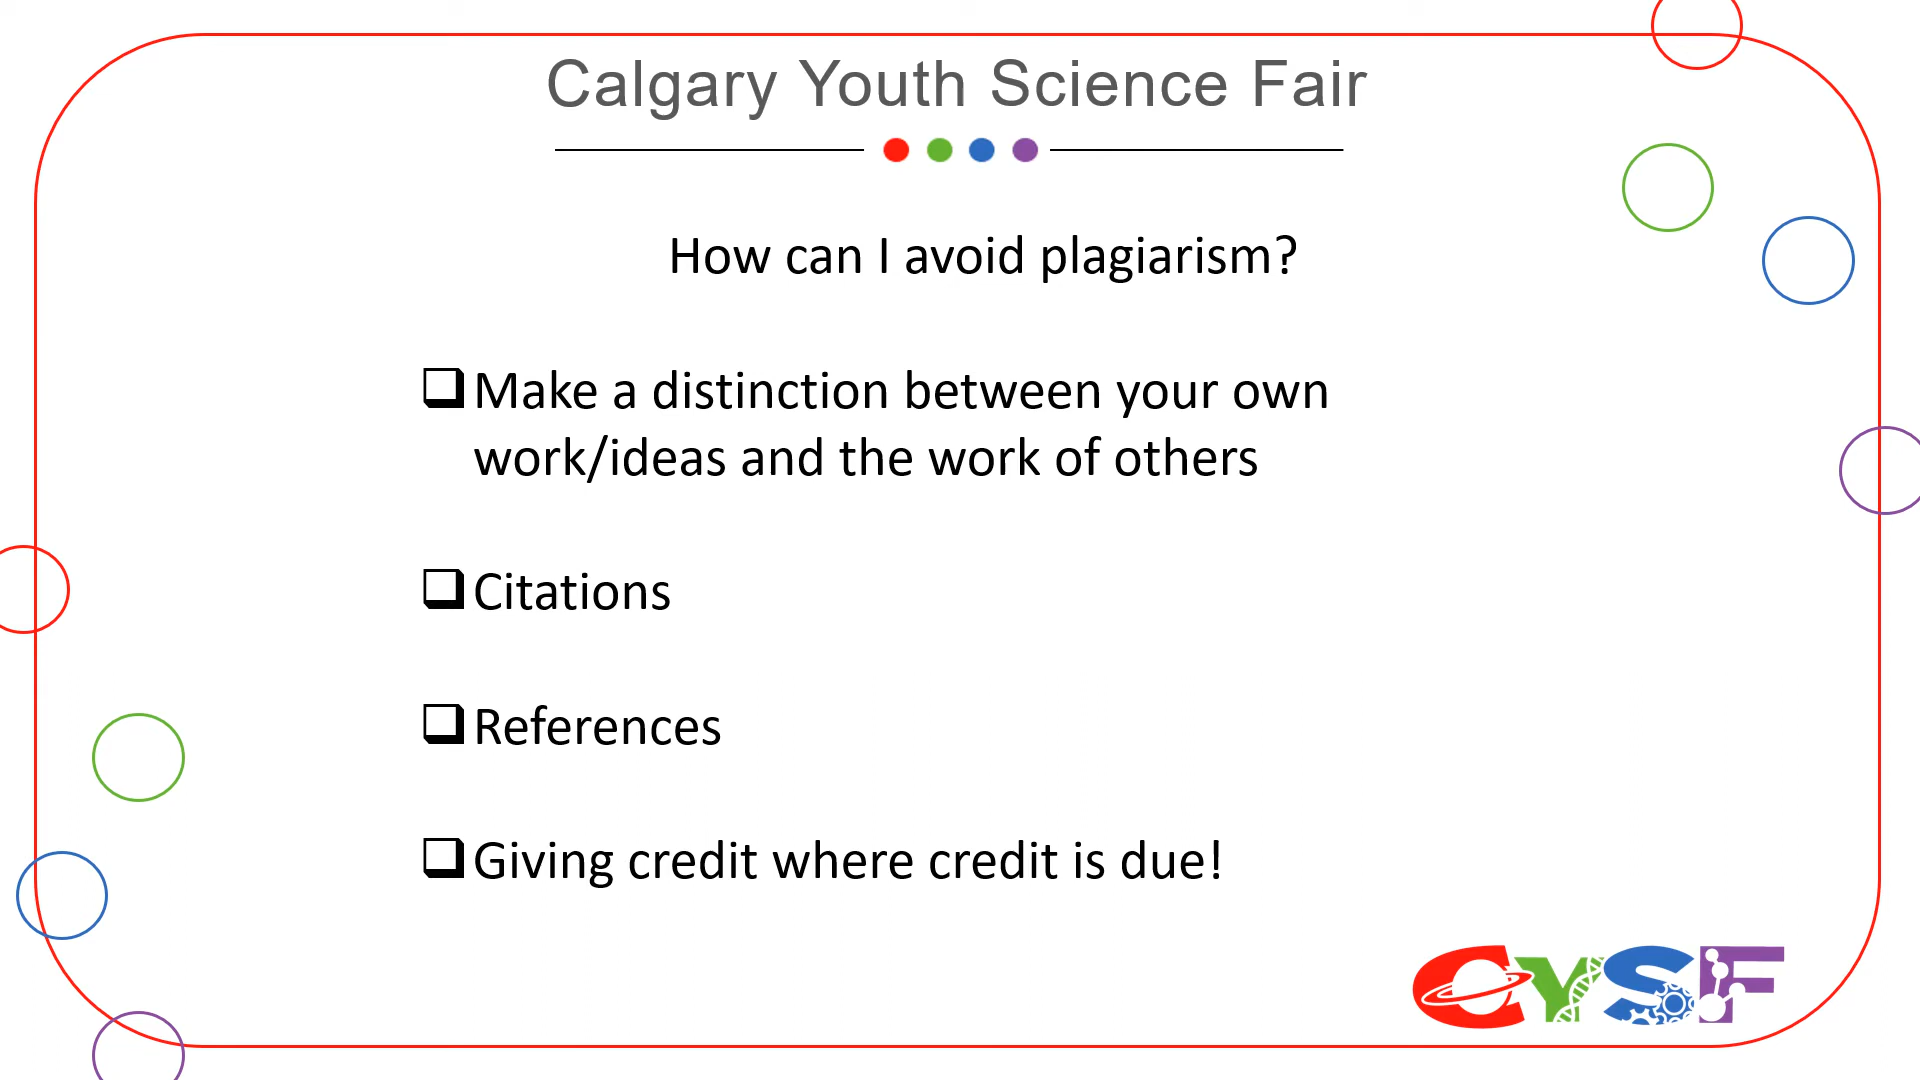 Calgary Youth Science Fair
How can I avoid plagiarism?
Make a distinction between your own
work/ideas and the work of others
Citations
References
Giving credit where credit is due!
CYSF